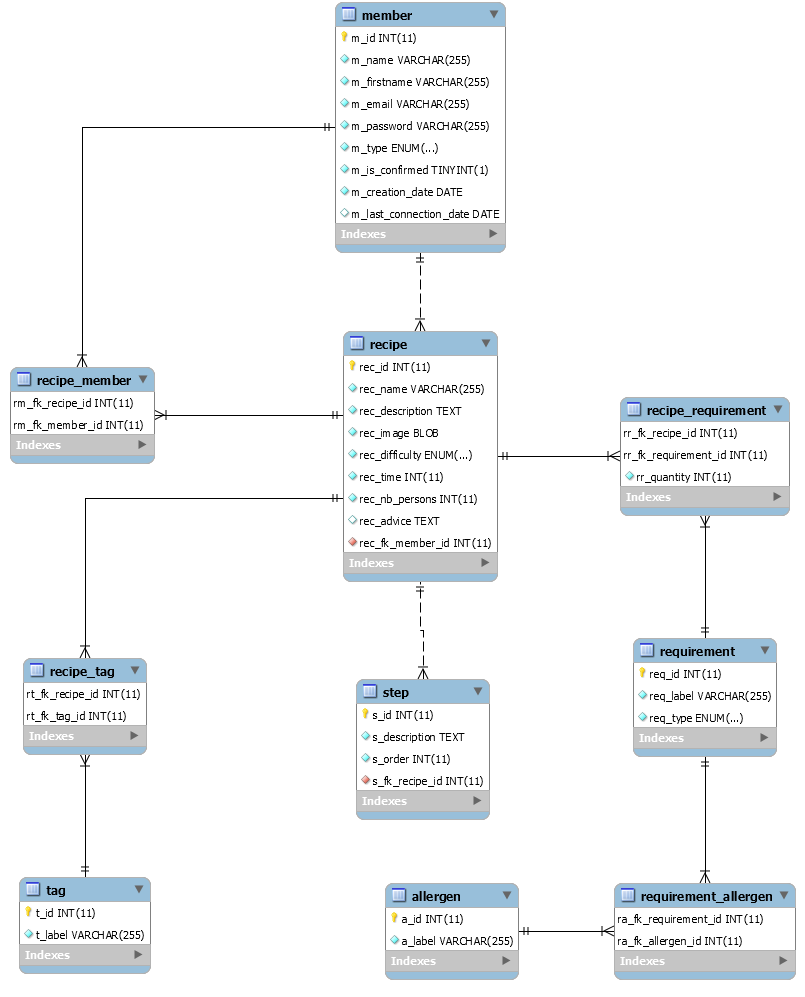 member
m_id INT(11)
m_name VARCHAR(255)
m_firstname VARCHAR(255)
m_email VARCHAR(255)
m_password VARCHAR(255)
m_type ENUM(...)
m_is_confirmed TINYINT(1)
m_creation_date DATE
m_last_connection_date DATE
Indexes
recipe
rec_id INT(11)
rec_name VARCHAR(255)
rec_description TEXT
rec_image BLOB
rec_difficulty ENUM(...)
rec_time INT(11)
rec_nb_persons INT(11)
rec_advice TEXT
rec_fk_member_id INT(11)
Indexes
recipe_member
rm_fk_recipe_id INT(11)
rm_fk_member_id INT(11)
Indexes
recipe_requirement
rr_fk_recipe_id INT(11)
rr_fk_requirement_id INT(11)
rr_quantity INT(11)
Indexes
recipe_tag
rt_fk_recipe_id INT(11)
rt_fk_tag_id INT(11)
Indexes
step
s_id INT(11)
s_description TEXT
s_order INT(11)
s_fk_recipe_id INT(11)
Indexes
requirement
req_id INT(11)
req_label VARCHAR(255)
req_type ENUM(...)
Indexes
tag
t_id INT(11)
t_label VARCHAR(255)
Indexes
allergen
a_id INT(11)
a_label VARCHAR(255)
Indexes
requirement_allergen
ra_fk_requirement_id INT(11)
ra_fk_allergen_id INT(11)
Indexes